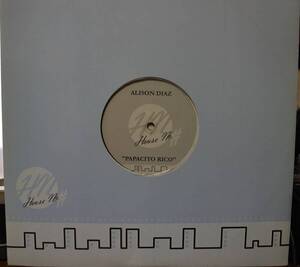 ALISON DIAZ
House No.
"PAPACITO RICO"
House No.